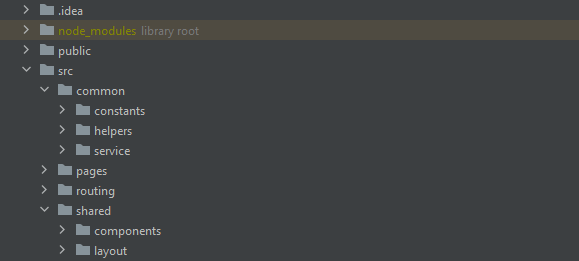 .idea
node_modules library root
public
src
common
constants
helpers
service
pages
routing
shared
components
layout